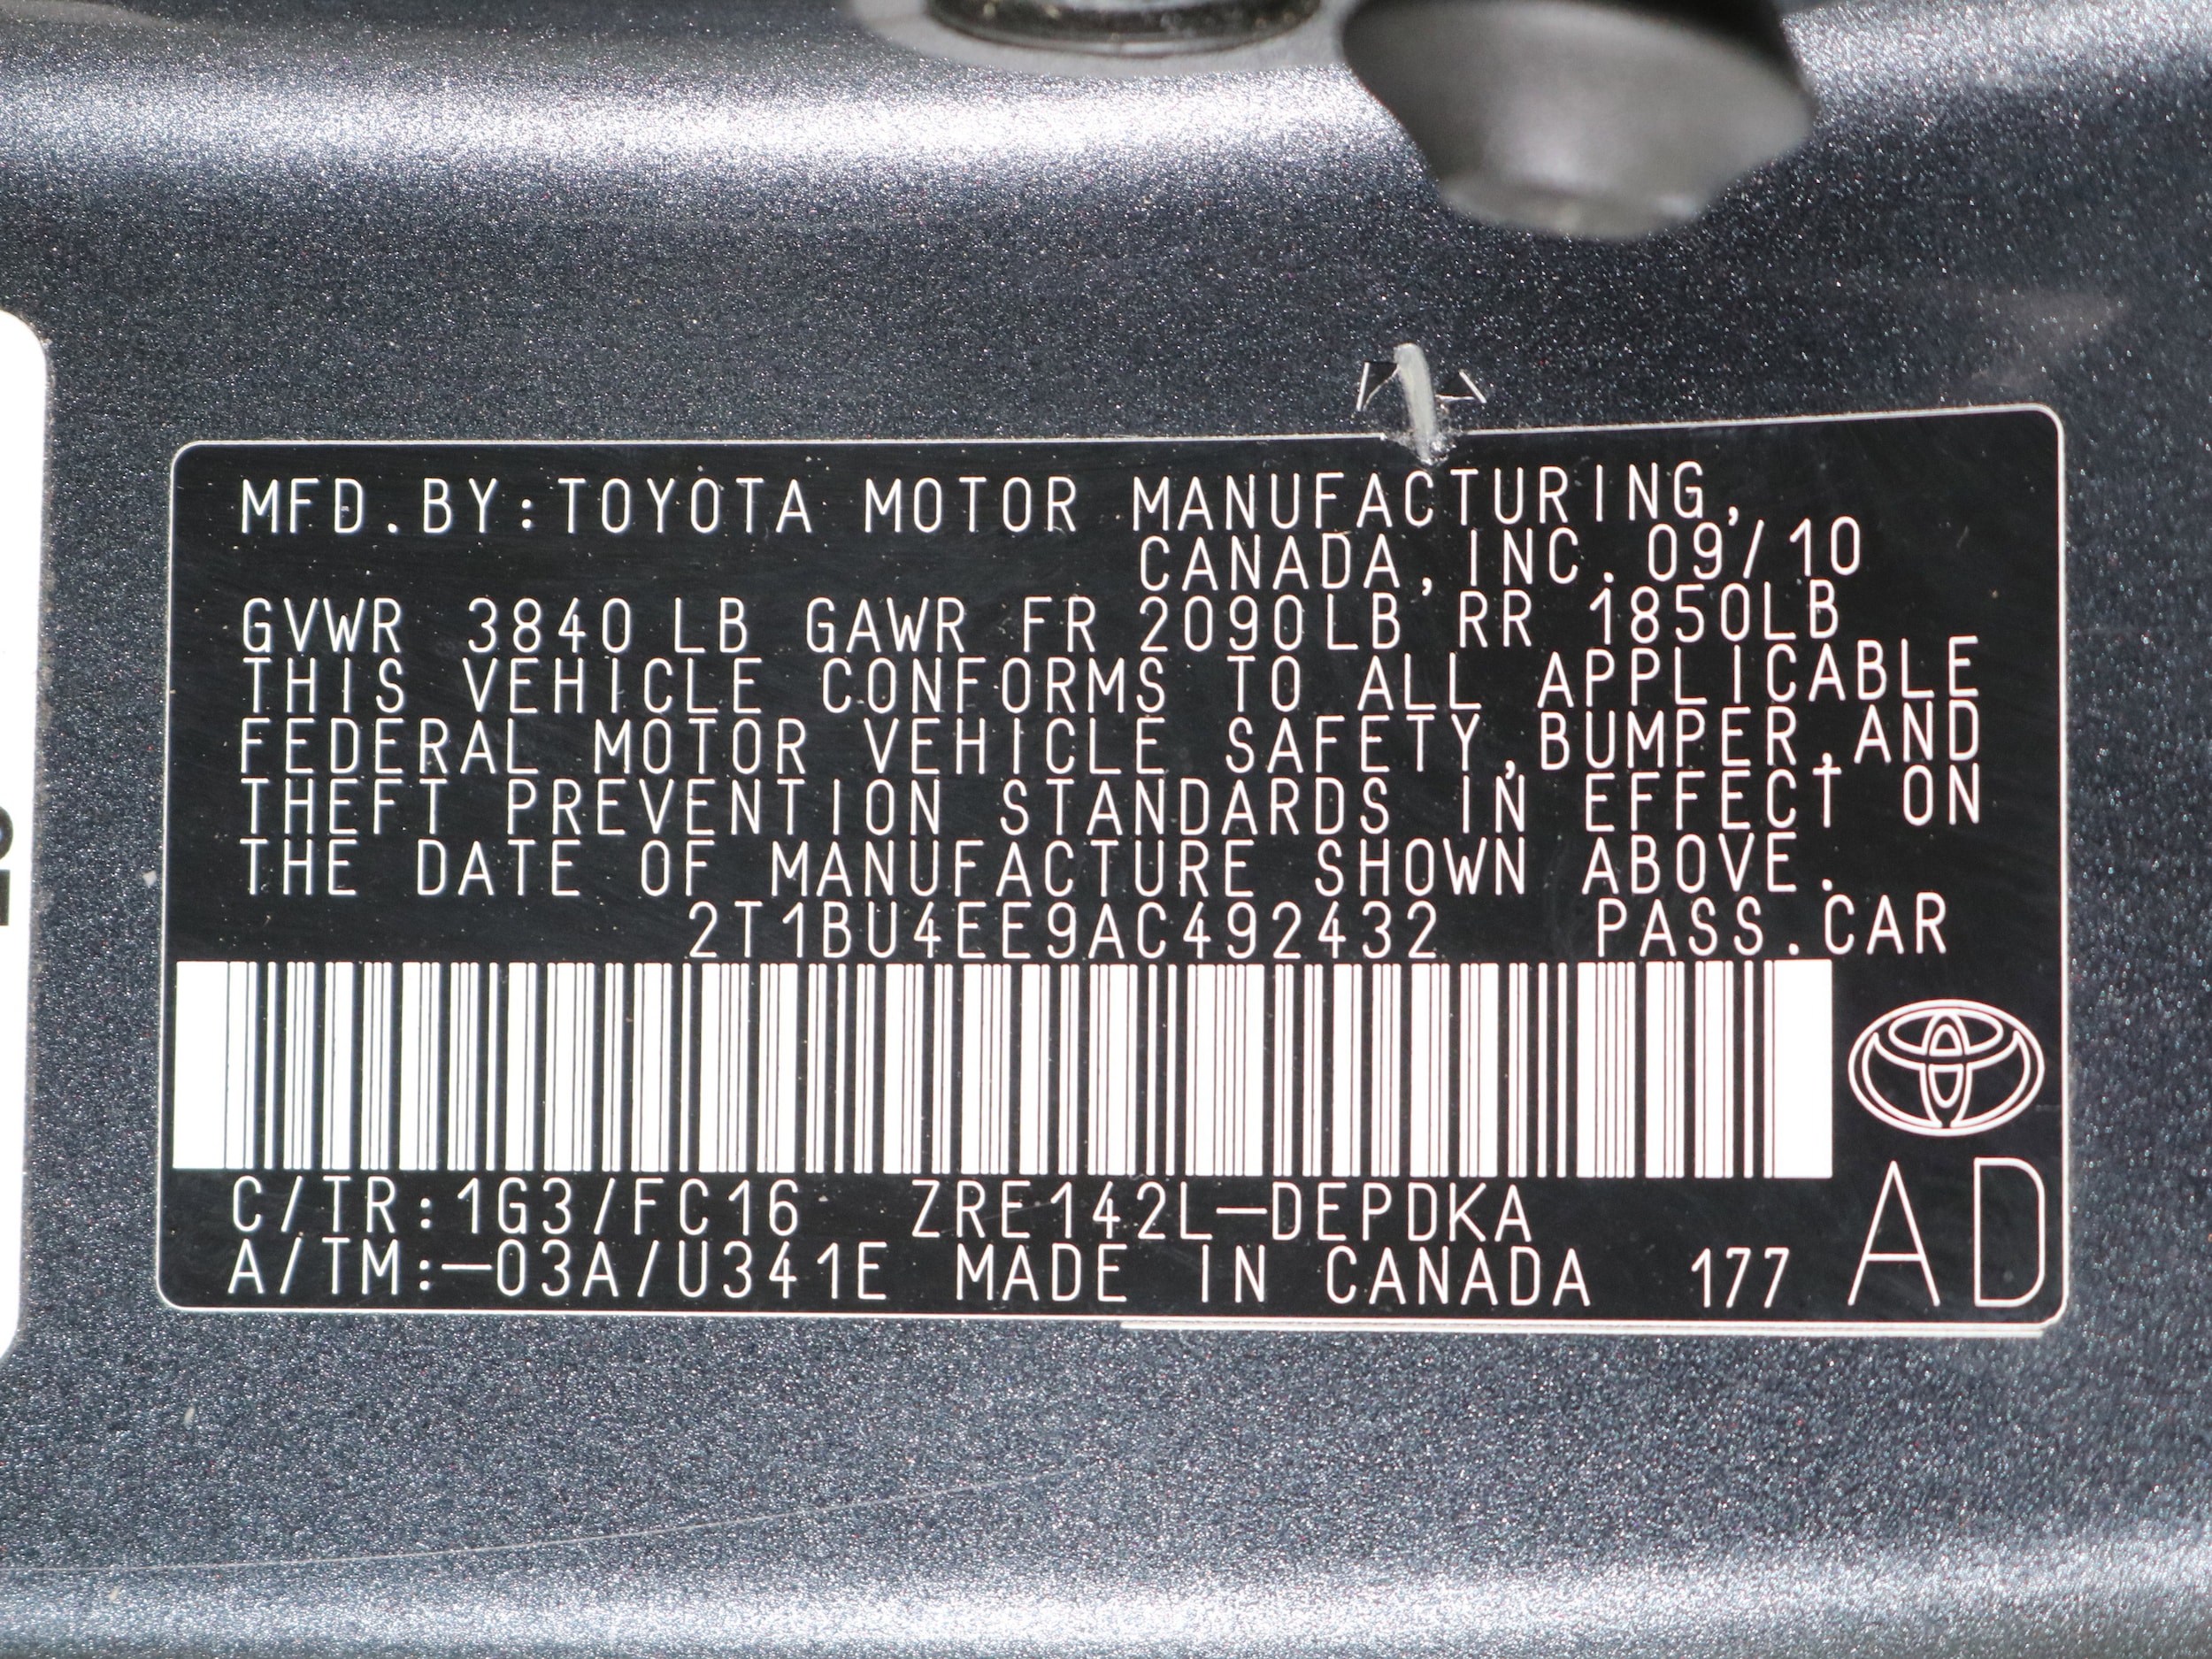 MFD.BY:TOYOTA MOTOR MANUFACTURING,
CANADA,INC. 09/10
GVWR 3840 LB GAWR FR 2090LB RR 1850LB
THIS VEHICLE CONFORMS TO ALL APPLICABLE
FEDERAL MOTOR VEHICLE SAFETY,BUMPER,AND
THEFT PREVENTION STANDARDS IN EFFECT ON
THE DATE OF MANUFACTURE SHOWN ABOVE.
2T1BU4EE9AC492432 PASS.CAR
C/TR:1G3/FC16 ZRE142L-DEPDKA
A/TM:-03A/U341E MADE IN CANADA 177
AD